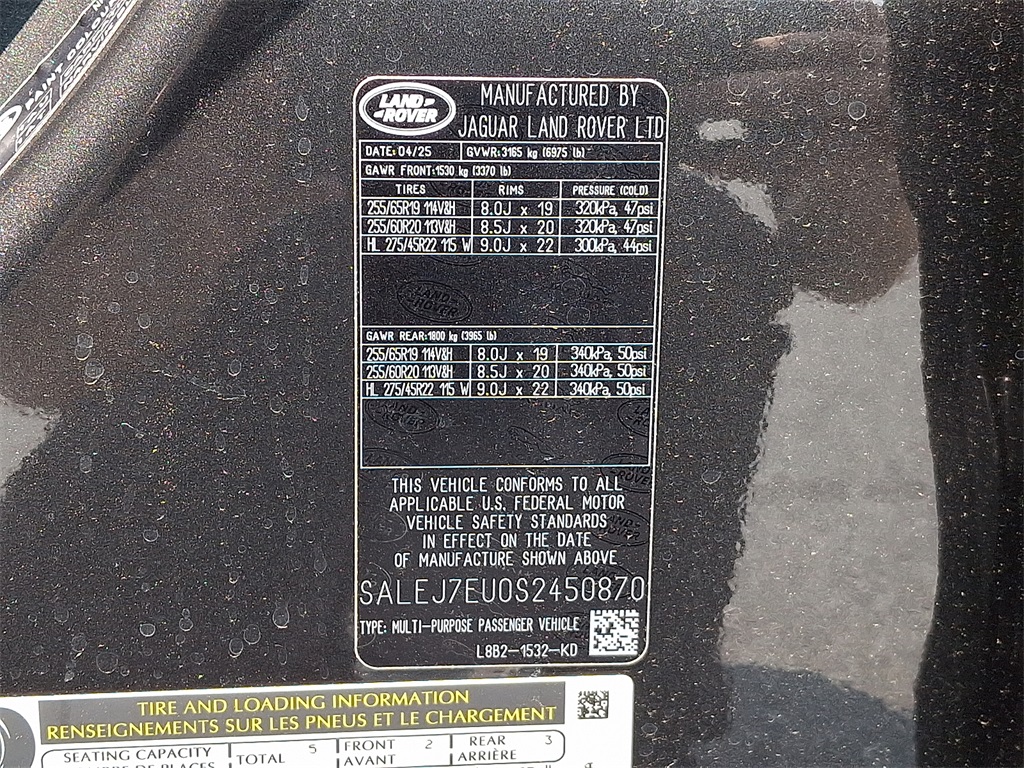 PAINT COLOUR
LAND
ROVER
MANUFACTURED BY
JAGUAR LAND ROVER LTD
DATE: 04/25 GVWR: 3165 kg (6975 lb)
GAWR FRONT: 1530 kg (3370 lb)
TIRES RIMS PRESSURE (COLD)
255/65R19 114V&H 8.0J x 19 320kPa, 47psi
255/60R20 113V&H 8.5J x 20 320kPa, 47psi
HL 275/45R22 115 W 9.0J x 22 300kPa, 44psi
GAWR REAR: 1800 kg (3965 lb)
255/65R19 114V&H 8.0J x 19 340kPa, 50psi
255/60R20 113V&H 8.5J x 20 340kPa, 50psi
HL 275/45R22 115 W 9.0J x 22 340kPa, 50psi
THIS VEHICLE CONFORMS TO ALL
APPLICABLE U.S. FEDERAL MOTOR
VEHICLE SAFETY STANDARDS
IN EFFECT ON THE DATE
OF MANUFACTURE SHOWN ABOVE
SALEJ7EU0S2450870
TYPE: MULTI-PURPOSE PASSENGER VEHICLE
L8B2-1532-KD
TIRE AND LOADING INFORMATION
RENSEIGNEMENTS SUR LES PNEUS ET LE CHARGEMENT
SEATING CAPACITY TOTAL 5 FRONT 2 REAR 3
DE PLACES AVANT ARRIÈRE